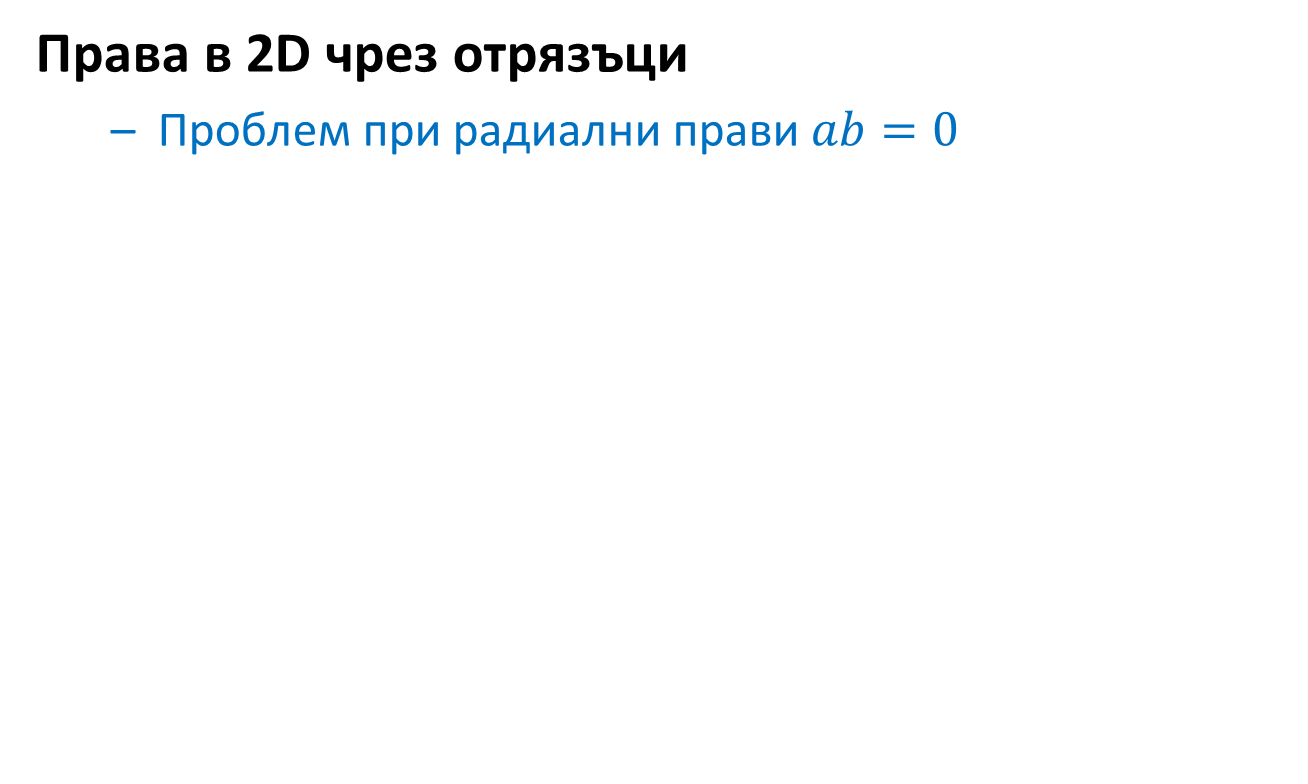 Права в 2D чрез отрязъци
– Проблем при радиални прави 𝑎𝑏 = 0